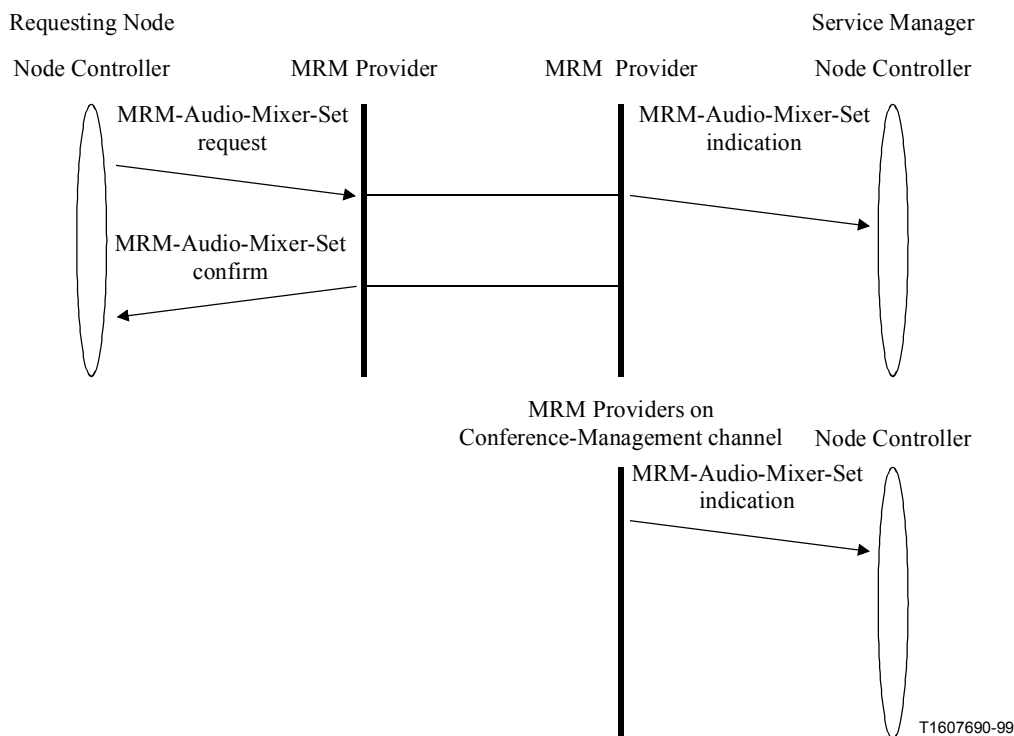 Requesting Node
Service Manager
Node Controller
MRM Provider
MRM Provider
Node Controller
MRM-Audio-Mixer-Set
request
MRM-Audio-Mixer-Set
indication
MRM-Audio-Mixer-Set
confirm
MRM Providers on
Conference-Management channel
Node Controller
MRM-Audio-Mixer-Set
indication
T1607690-99